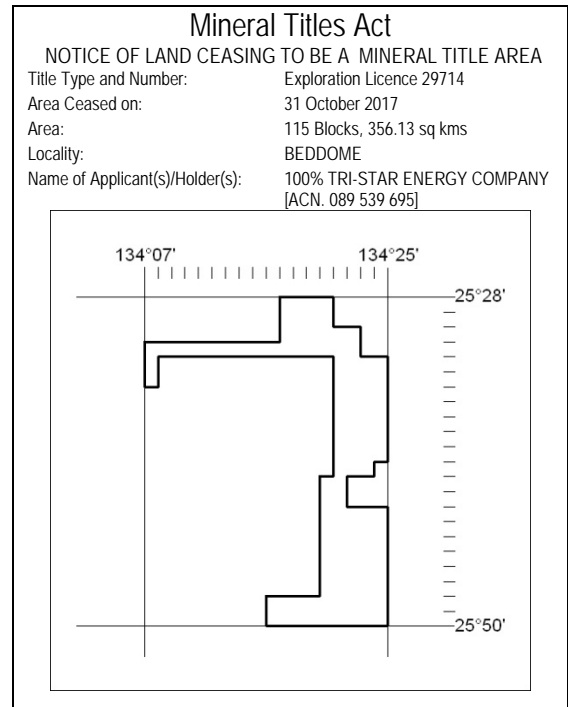 Mineral Titles Act
NOTICE OF LAND CEASING TO BE A MINERAL TITLE AREA
Title Type and Number: Exploration Licence 29714
Area Ceased on: 31 October 2017
Area: 115 Blocks, 356.13 sq kms
Locality: BEDDOME
Name of Applicant(s)/Holder(s): 100% TRI-STAR ENERGY COMPANY
[ACN. 089 539 695]
134°07' 134°25'
25°28'
25°50'